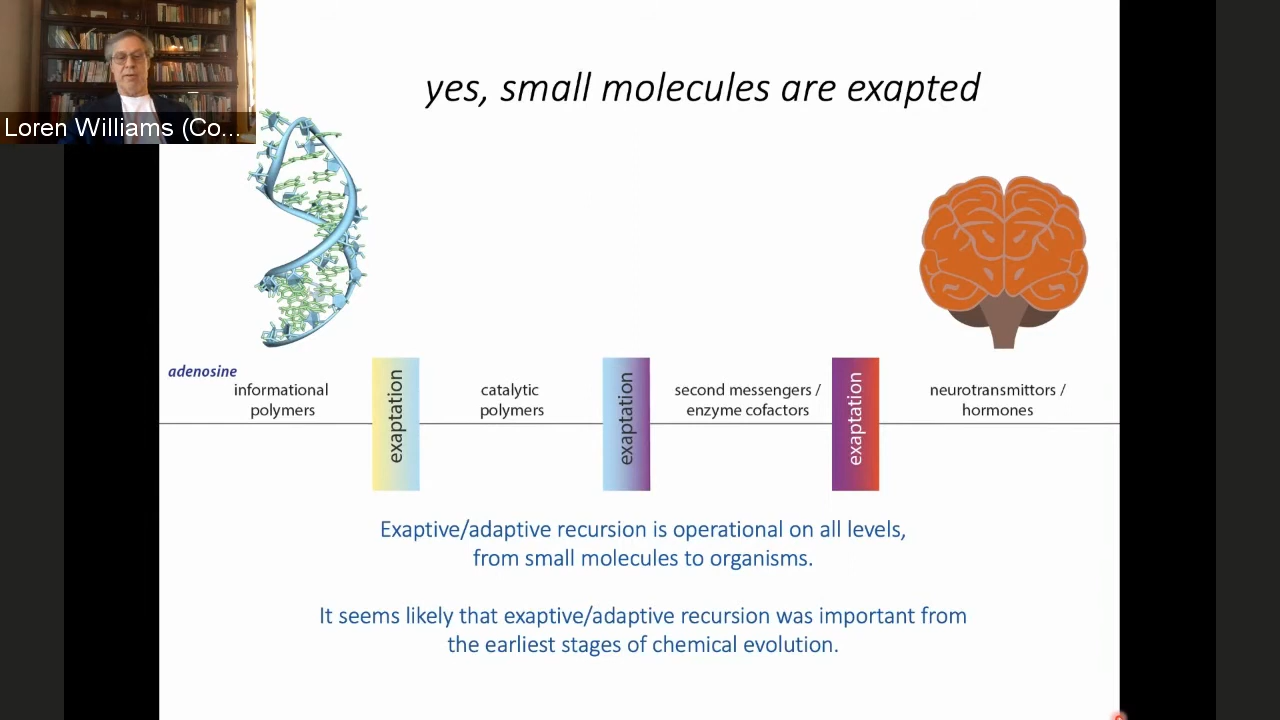 yes, small molecules are exapted
Loren Williams (Co...
adenosine
informational
polymers
exaptation
catalytic
polymers
exaptation
second messengers /
enzyme cofactors
exaptation
neurotransmittors /
hormones
Exaptive/adaptive recursion is operational on all levels,
from small molecules to organisms.
It seems likely that exaptive/adaptive recursion was important from
the earliest stages of chemical evolution.